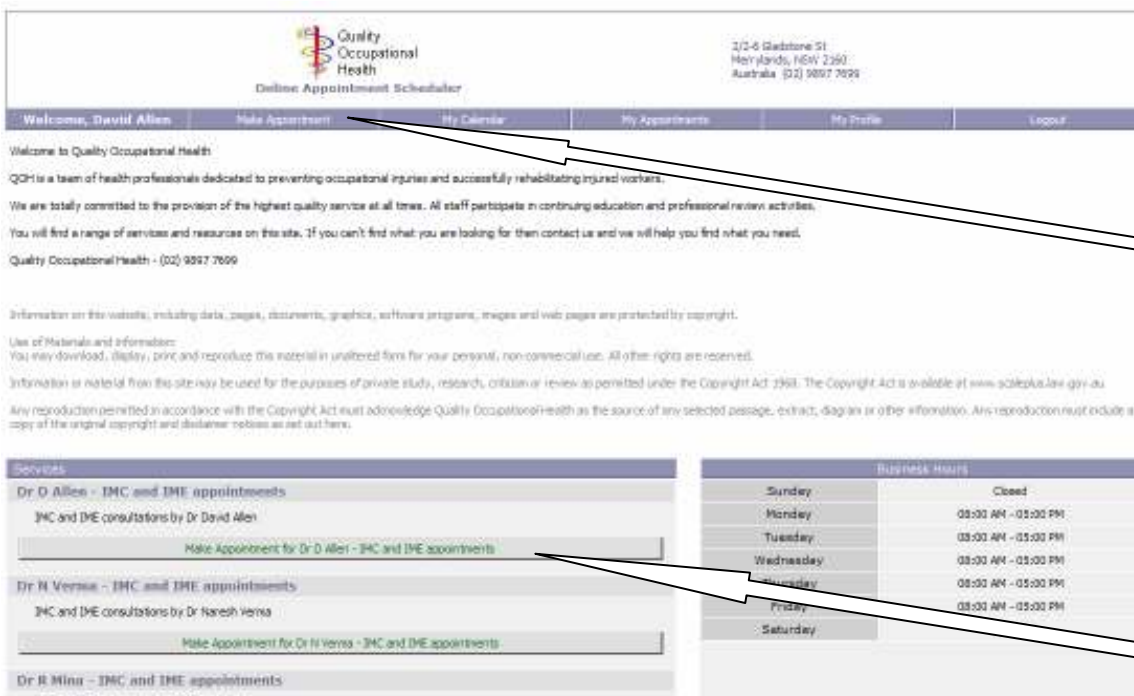 Quality
Occupational
Health
Online Appointment Scheduler
2/2-6 Gladstone St
Merrylands, NSW 2160
Australia (02) 9897 7699
Welcome, David Allen
Make Appointment
My Calendar
My Appointments
My Profile
Logout
Welcome to Quality Occupational Health
QOH is a team of health professionals dedicated to preventing occupational injuries and successfully rehabilitating injured workers.
We are totally committed to the provision of the highest quality service at all times. All staff participate in continuing education and professional review activities.
You will find a range of services and resources on this site. If you can't find what you are looking for then contact us and we will help you find what you need.
Quality Occupational Health - (02) 9897 7699
Information on this website, including data, pages, documents, graphics, software programs, images and web pages are protected by copyright.
Use of Materials and Information:
You may download, display, print and reproduce this material in unaltered form for your personal, non-commercial use. All other rights are reserved.
Information or material from this site may be used for the purposes of private study, research, criticism or review as permitted under the Copyright Act 1968. The Copyright Act is available at www.scaleplus.law.gov.au.
Any reproduction permitted in accordance with the Copyright Act must acknowledge Quality Occupational Health as the source of any selected passage, extract, diagram or other information. Any reproduction must include a
copy of the original copyright and disclaimer notices as set out here.
Services
Dr D Allen - IMC and IME appointments
IMC and IME consultations by Dr David Allen
Make Appointment for Dr D Allen - IMC and IME appointments
Dr N Verma - IMC and IME appointments
IMC and IME consultations by Dr Naresh Verma
Make Appointment for Dr N Verma - IMC and IME appointments
Dr R Mina - IMC and IME appointments
Business Hours
Sunday Closed
Monday 08:00 AM - 05:00 PM
Tuesday 08:00 AM - 05:00 PM
Wednesday 08:00 AM - 05:00 PM
Thursday 08:00 AM - 05:00 PM
Friday 08:00 AM - 05:00 PM
Saturday